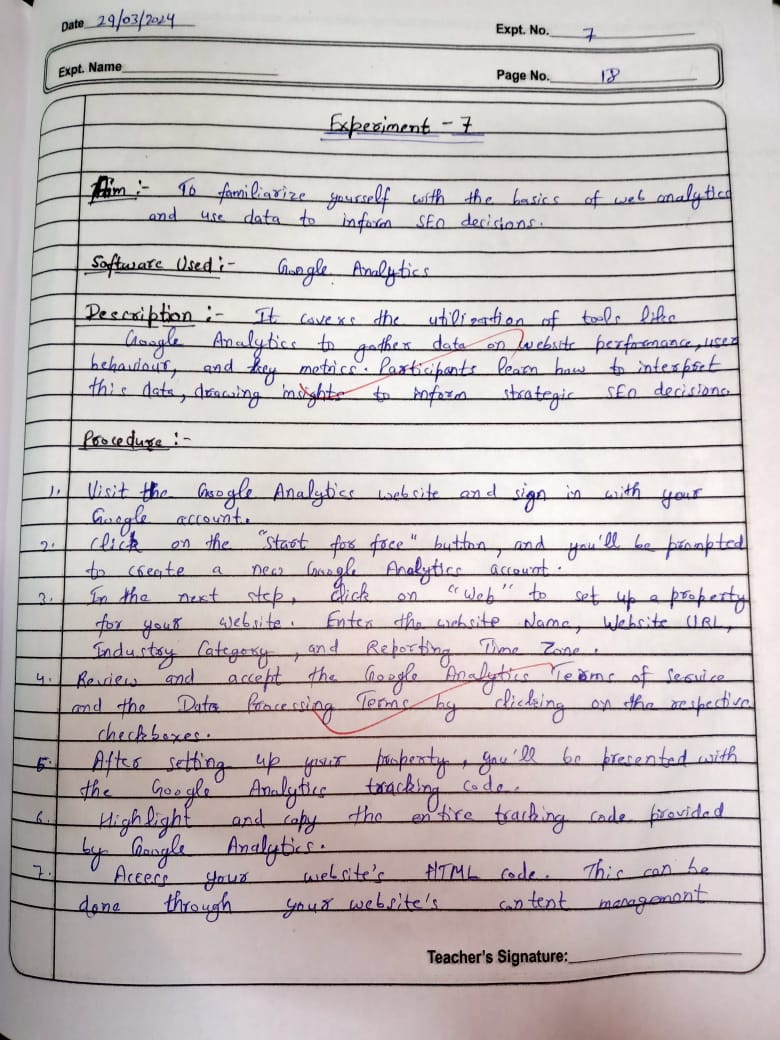 Date 29/03/2024
Expt. No. 7
Expt. Name
Page No. 18
Experiment - 7
Aim :- To familiarize yourself with the basics of web analytics
and use data to inform SEO decisions.
Software Used :- Google Analytics
Description :- It covers the utilization of tools like
Google Analytics to gather data on website performance, user
behaviour, and key metrics. Participants learn how to interpret
this data, drawing insights to inform strategic SEO decisions
Procedure :-
1. Visit the Google Analytics website and sign in with your
Google account.
2. click on the "Start for free" button, and you'll be prompted
to create a new Google Analytics account.
3. In the next step, click on "Web" to set up a property
for your website. Enter the website Name, Website URL,
Industry Category, and Reporting Time Zone.
4. Review and accept the Google Analytics Terms of Service
and the Data Processing Terms by clicking on the respective
checkboxes.
5. After setting up your property, you'll be presented with
the Google Analytics tracking code.
6. Highlight and copy the entire tracking code provided
by Google Analytics.
7. Access your website's HTML code. This can be
done through your website's content management
Teacher's Signature: